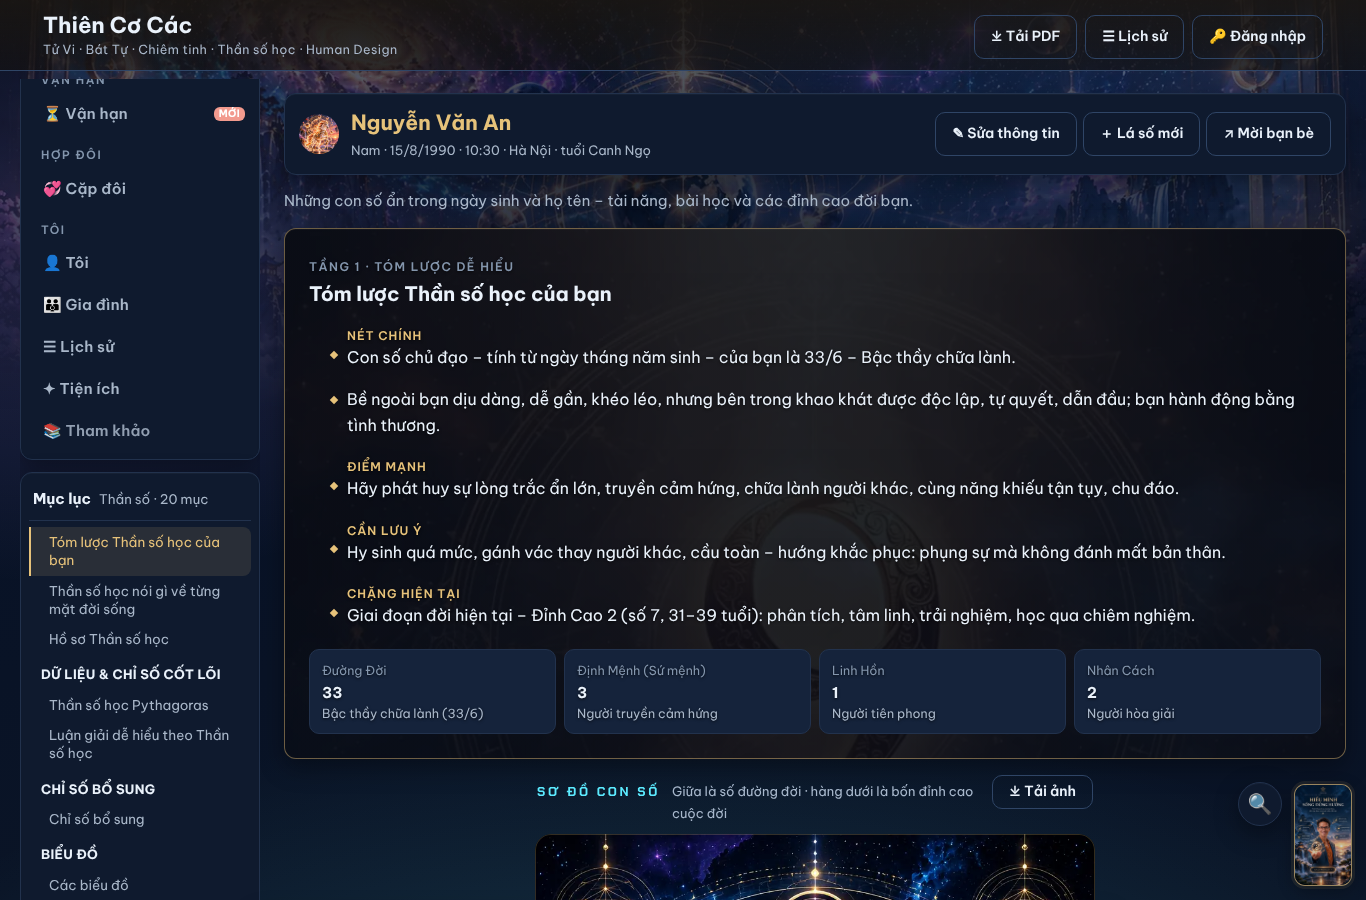 Thiên Cơ Các
Tử Vi · Bát Tự · Chiêm tinh · Thần số học · Human Design
Tải PDF
Lịch sử
Đăng nhập
VẬN HẠN
Vận hạn
MỚI
HỢP ĐÔI
Cặp đôi
TÔI
Tôi
Gia đình
Lịch sử
Tiện ích
Tham khảo
Mục lục Thần số · 20 mục
Tóm lược Thần số học của
bạn
Thần số học nói gì về từng
mặt đời sống
Hồ sơ Thần số học
DỮ LIỆU & CHỈ SỐ CỐT LÕI
Thần số học Pythagoras
Luận giải dễ hiểu theo Thần
số học
CHỈ SỐ BỔ SUNG
Chỉ số bổ sung
BIỂU ĐỒ
Các biểu đồ
Nguyễn Văn An
Nam · 15/8/1990 · 10:30 · Hà Nội · tuổi Canh Ngọ
Sửa thông tin
+ Lá số mới
Mời bạn bè
Những con số ẩn trong ngày sinh và họ tên – tài năng, bài học và các đỉnh cao đời bạn.
TẦNG 1 · TÓM LƯỢC DỄ HIỂU
Tóm lược Thần số học của bạn
NÉT CHÍNH
Con số chủ đạo – tính từ ngày tháng năm sinh – của bạn là 33/6 – Bậc thầy chữa lành.
Bề ngoài bạn dịu dàng, dễ gần, khéo léo, nhưng bên trong khao khát được độc lập, tự quyết, dẫn đầu; bạn hành động bằng
tình thương.
ĐIỂM MẠNH
Hãy phát huy sự lòng trắc ẩn lớn, truyền cảm hứng, chữa lành người khác, cùng năng khiếu tận tụy, chu đáo.
CẦN LƯU Ý
Hy sinh quá mức, gánh vác thay người khác, cầu toàn – hướng khắc phục: phụng sự mà không đánh mất bản thân.
CHẶNG HIỆN TẠI
Giai đoạn đời hiện tại – Đỉnh Cao 2 (số 7, 31–39 tuổi): phân tích, tâm linh, trải nghiệm, học qua chiêm nghiệm.
Đường Đời
33
Bậc thầy chữa lành (33/6)
Định Mệnh (Sứ mệnh)
3
Người truyền cảm hứng
Linh Hồn
1
Người tiên phong
Nhân Cách
2
Người hòa giải
SƠ ĐỒ CON SỐ
Giữa là số đường đời · hàng dưới là bốn đỉnh cao
cuộc đời
Tải ảnh